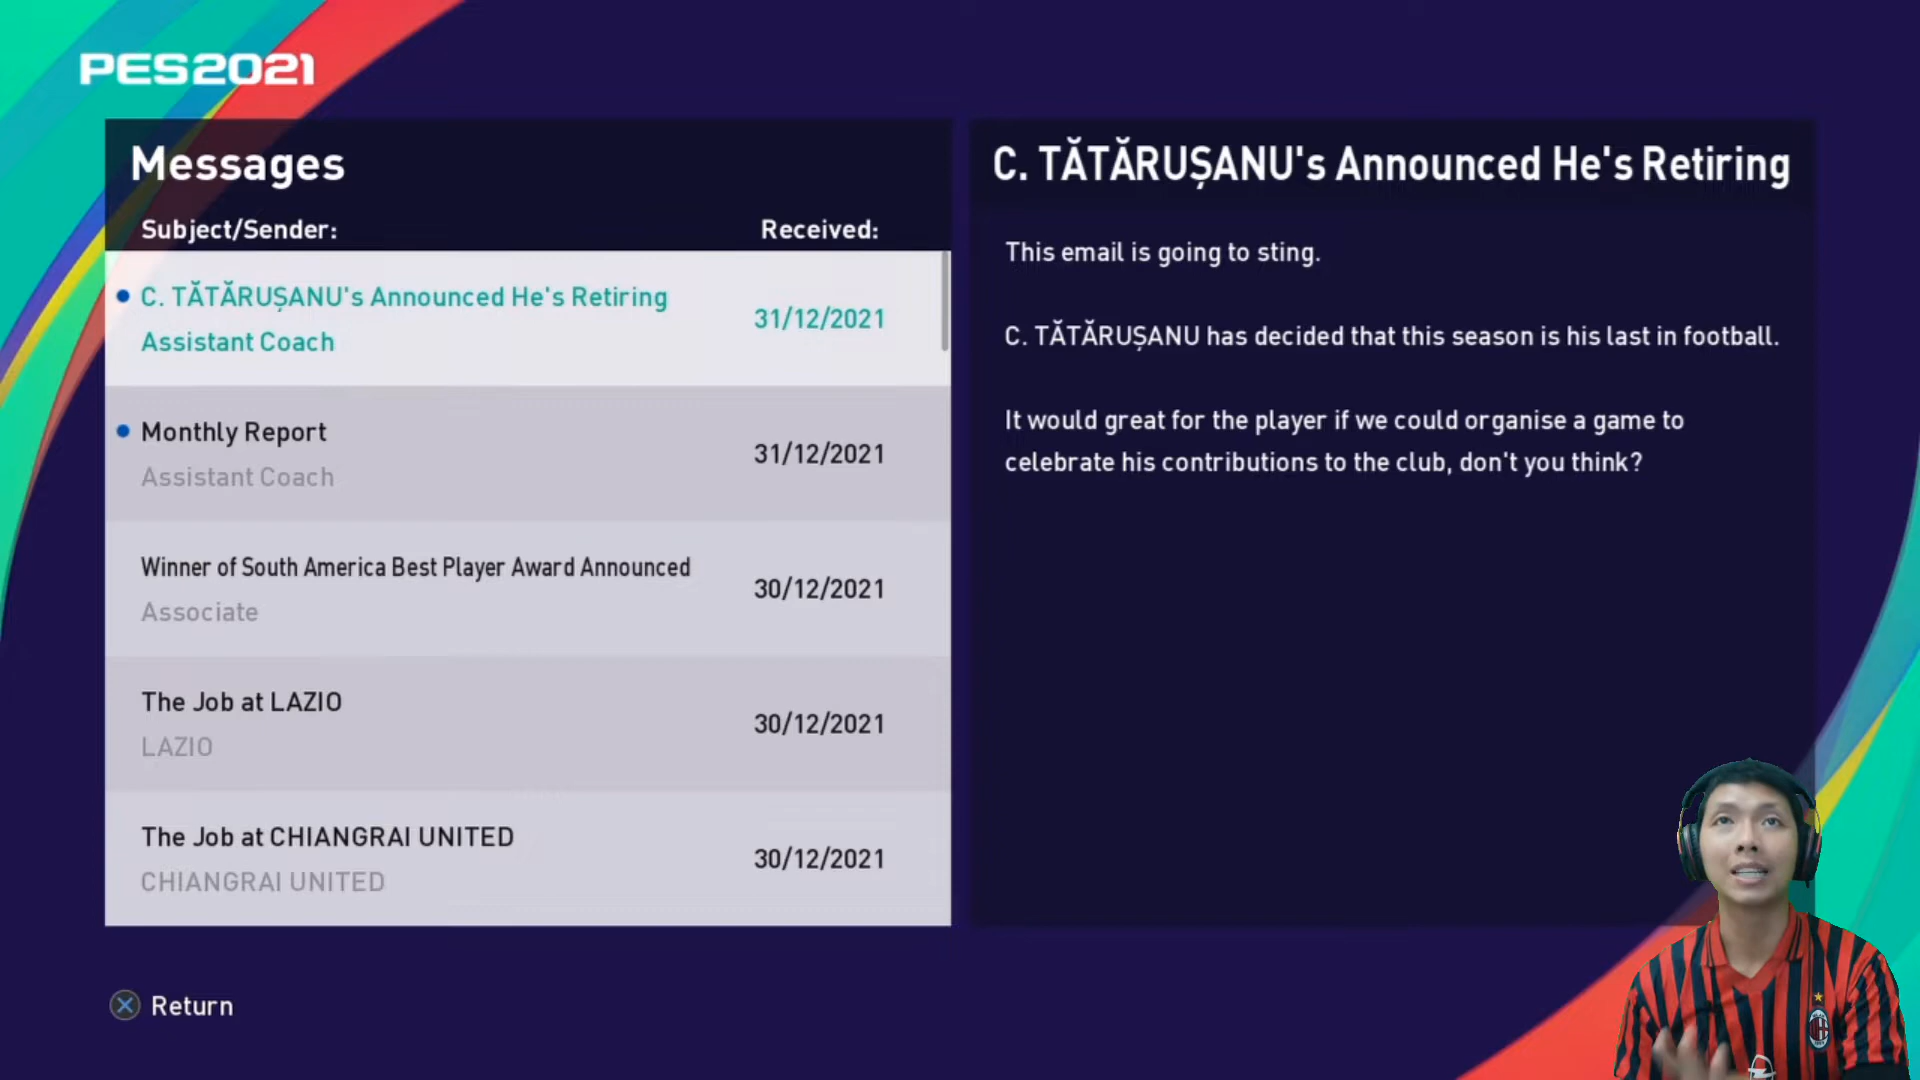 PES2021
Messages
Subject/Sender:
Received:
C. TĂTĂRUȘANU's Announced He's Retiring
Assistant Coach
31/12/2021
Monthly Report
Assistant Coach
31/12/2021
Winner of South America Best Player Award Announced
Associate
30/12/2021
The Job at LAZIO
LAZIO
30/12/2021
The Job at CHIANGRAI UNITED
CHIANGRAI UNITED
30/12/2021
Return
C. TĂTĂRUȘANU's Announced He's Retiring
This email is going to sting.
C. TĂTĂRUȘANU has decided that this season is his last in football.
It would great for the player if we could organise a game to
celebrate his contributions to the club, don't you think?